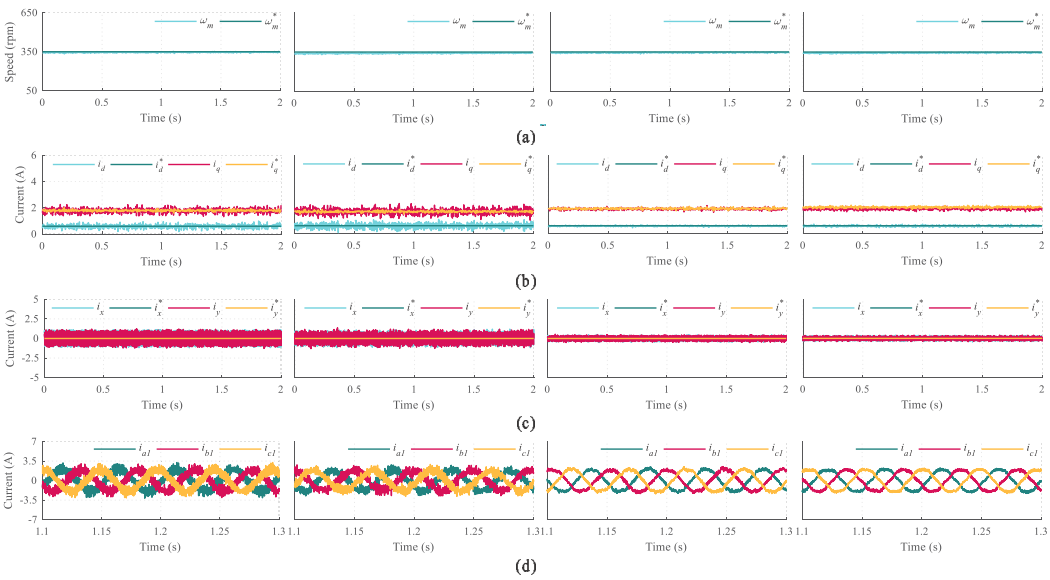 650 ω_m ω_m^* ω_m ω_m^* ω_m ω_m^* ω_m ω_m^*
Speed (rpm)
350
50
0 0.5 1 1.5 2 0 0.5 1 1.5 2 0 0.5 1 1.5 2 0 0.5 1 1.5 2
Time (s) Time (s) Time (s) Time (s)
(a)
6 i_d i_d^* i_q i_q^* i_d i_d^* i_q i_q^* i_d i_d^* i_q i_q^* i_d i_d^* i_q i_q^*
Current (A)
4
2
0
0 0.5 1 1.5 2 0 0.5 1 1.5 2 0 0.5 1 1.5 2 0 0.5 1 1.5 2
Time (s) Time (s) Time (s) Time (s)
(b)
5 i_x i_x^* i_y i_y^* i_x i_x^* i_y i_y^* i_x i_x^* i_y i_y^* i_x i_x^* i_y i_y^*
Current (A)
2.5
0
-2.5
-5
0 0.5 1 1.5 2 0 0.5 1 1.5 2 0 0.5 1 1.5 2 0 0.5 1 1.5 2
Time (s) Time (s) Time (s) Time (s)
(c)
7 i_a1 i_b1 i_c1 i_a1 i_b1 i_c1 i_a1 i_b1 i_c1 i_a1 i_b1 i_c1
Current (A)
3.5
0
-3.5
-7
1.1 1.15 1.2 1.25 1.3 1.1 1.15 1.2 1.25 1.3 1.1 1.15 1.2 1.25 1.3 1.1 1.15 1.2 1.25 1.3
Time (s) Time (s) Time (s) Time (s)
(d)